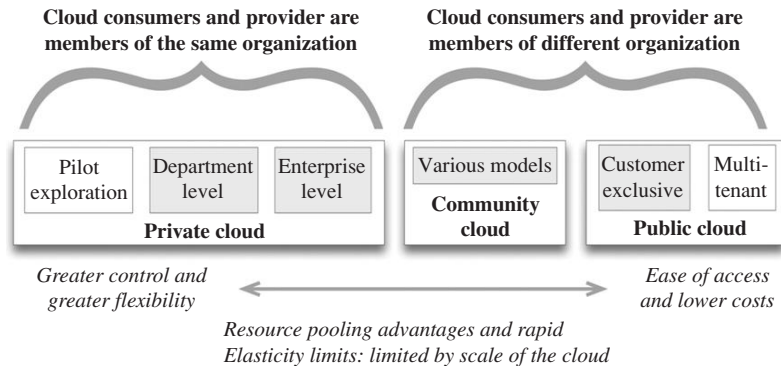 Cloud consumers and provider are
members of the same organization
Cloud consumers and provider are
members of different organization
Pilot
exploration
Department
level
Enterprise
level
Private cloud
Various models
Community
cloud
Customer
exclusive
Multi-
tenant
Public cloud
Greater control and
greater flexibility
Ease of access
and lower costs
Resource pooling advantages and rapid
Elasticity limits: limited by scale of the cloud